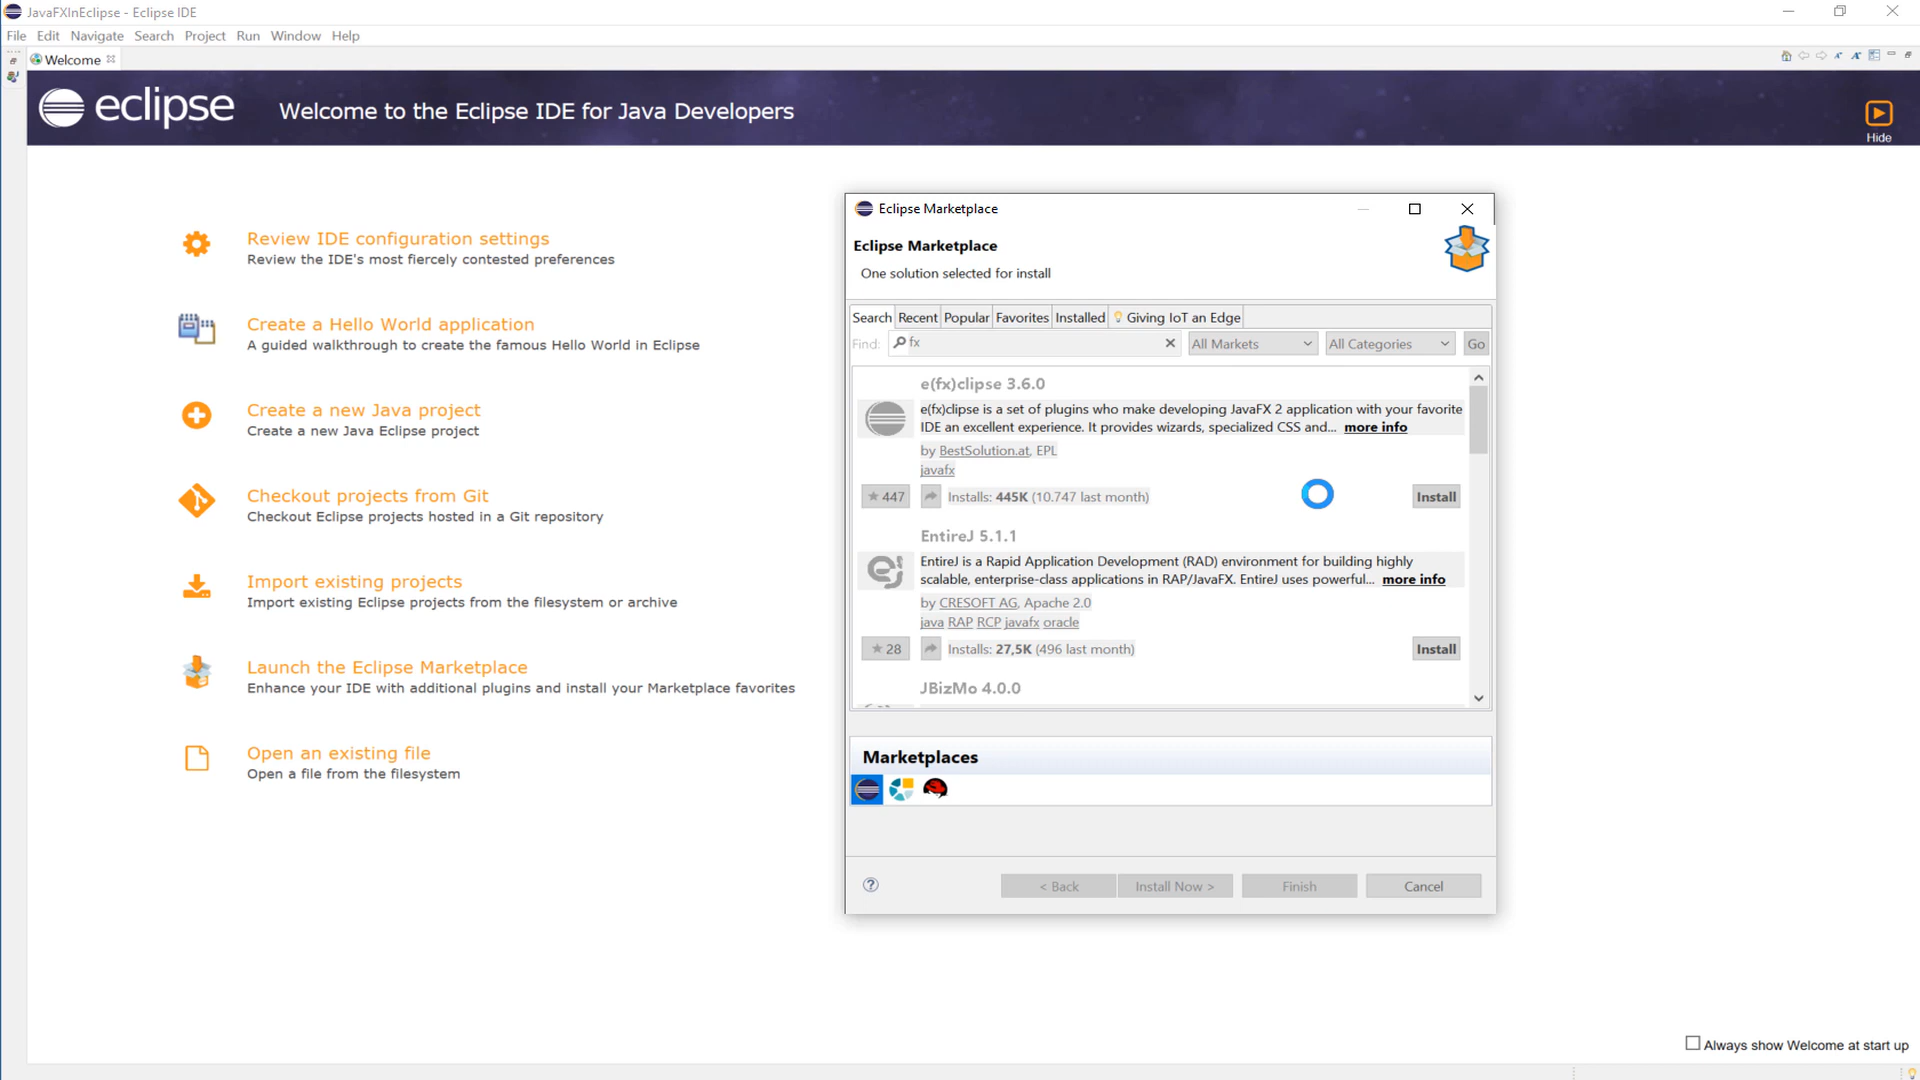 JavaFXInEclipse - Eclipse IDE
File Edit Navigate Search Project Run Window Help
Welcome
eclipse
Welcome to the Eclipse IDE for Java Developers
Hide
Review IDE configuration settings
Review the IDE's most fiercely contested preferences
Create a Hello World application
A guided walkthrough to create the famous Hello World in Eclipse
Create a new Java project
Create a new Java Eclipse project
Checkout projects from Git
Checkout Eclipse projects hosted in a Git repository
Import existing projects
Import existing Eclipse projects from the filesystem or archive
Launch the Eclipse Marketplace
Enhance your IDE with additional plugins and install your Marketplace favorites
Open an existing file
Open a file from the filesystem
Eclipse Marketplace
Eclipse Marketplace
One solution selected for install
Search Recent Popular Favorites Installed Giving IoT an Edge
Find: fx All Markets All Categories Go
e(fx)clipse 3.6.0
e(fx)clipse is a set of plugins who make developing JavaFX 2 application with your favorite
IDE an excellent experience. It provides wizards, specialized CSS and... more info
by BestSolution.at, EPL
javafx
447 Installs: 445K (10.747 last month) Install
EntireJ 5.1.1
EntireJ is a Rapid Application Development (RAD) environment for building highly
scalable, enterprise-class applications in RAP/JavaFX. EntireJ uses powerful... more info
by CRESOFT AG, Apache 2.0
java RAP RCP javafx oracle
28 Installs: 27,5K (496 last month) Install
JBizMo 4.0.0
Marketplaces
< Back Install Now > Finish Cancel
Always show Welcome at start up